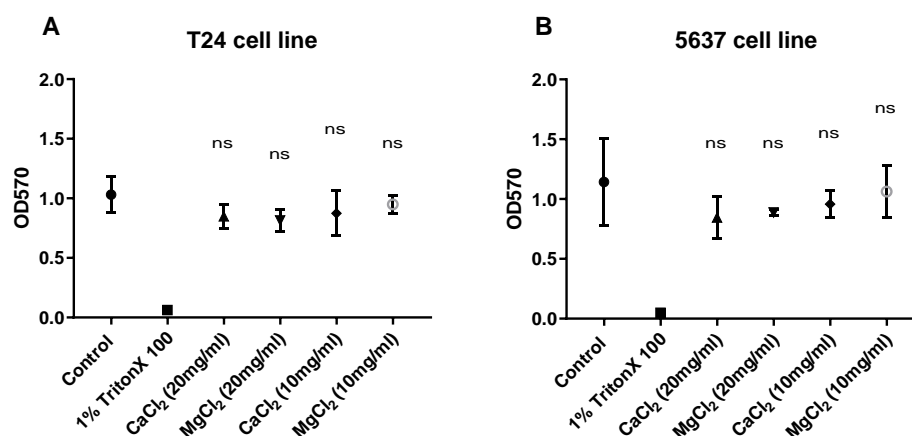 A
T24 cell line
OD570
2.0
1.5
1.0
0.5
0.0
ns
ns
ns
ns
Control
1% TritonX 100
CaCl₂ (20mg/ml)
MgCl₂ (20mg/ml)
CaCl₂ (10mg/ml)
MgCl₂ (10mg/ml)
B
5637 cell line
OD570
2.0
1.5
1.0
0.5
0.0
ns
ns
ns
ns
Control
1% TritonX 100
CaCl₂ (20mg/ml)
MgCl₂ (20mg/ml)
CaCl₂ (10mg/ml)
MgCl₂ (10mg/ml)